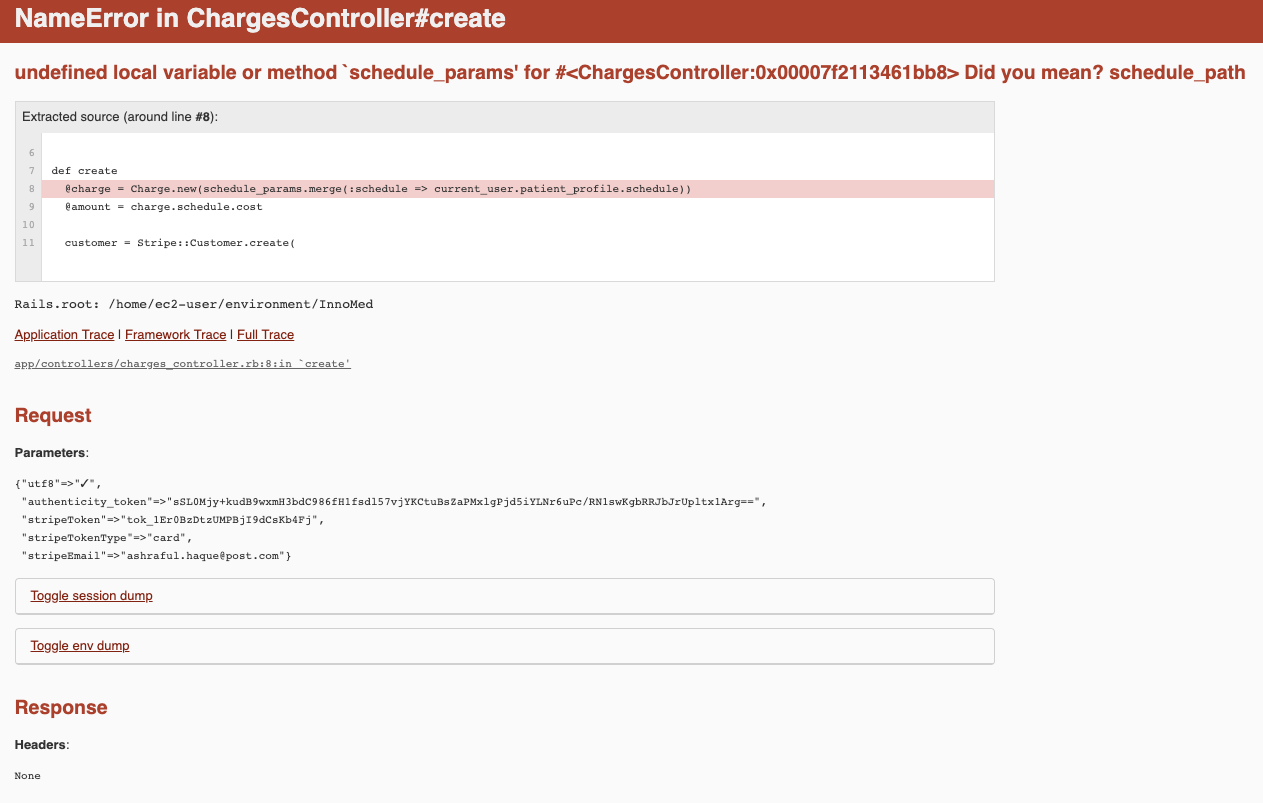 NameError in ChargesController#create
undefined local variable or method `schedule_params' for #<ChargesController:0x00007f2113461bb8> Did you mean? schedule_path
Extracted source (around line #8):
6
7 def create
8 @charge = Charge.new(schedule_params.merge(:schedule => current_user.patient_profile.schedule))
9 @amount = charge.schedule.cost
10
11 customer = Stripe::Customer.create(
Rails.root: /home/ec2-user/environment/InnoMed
Application Trace | Framework Trace | Full Trace
app/controllers/charges_controller.rb:8:in `create'
Request
Parameters:
{"utf8"=>"✓",
"authenticity_token"=>"sSL0Mjy+kudB9wxmH3bdC986fH1fsdl57vjYKCtuBsZaPMxlgPjd5iYLNr6uPc/RN1swKgbRRJbJrUpltx1Arg==",
"stripeToken"=>"tok_1Er0BzDtzUMPBjI9dCsKb4Fj",
"stripeTokenType"=>"card",
"stripeEmail"=>"ashraful.haque@post.com"}
Toggle session dump
Toggle env dump
Response
Headers:
None